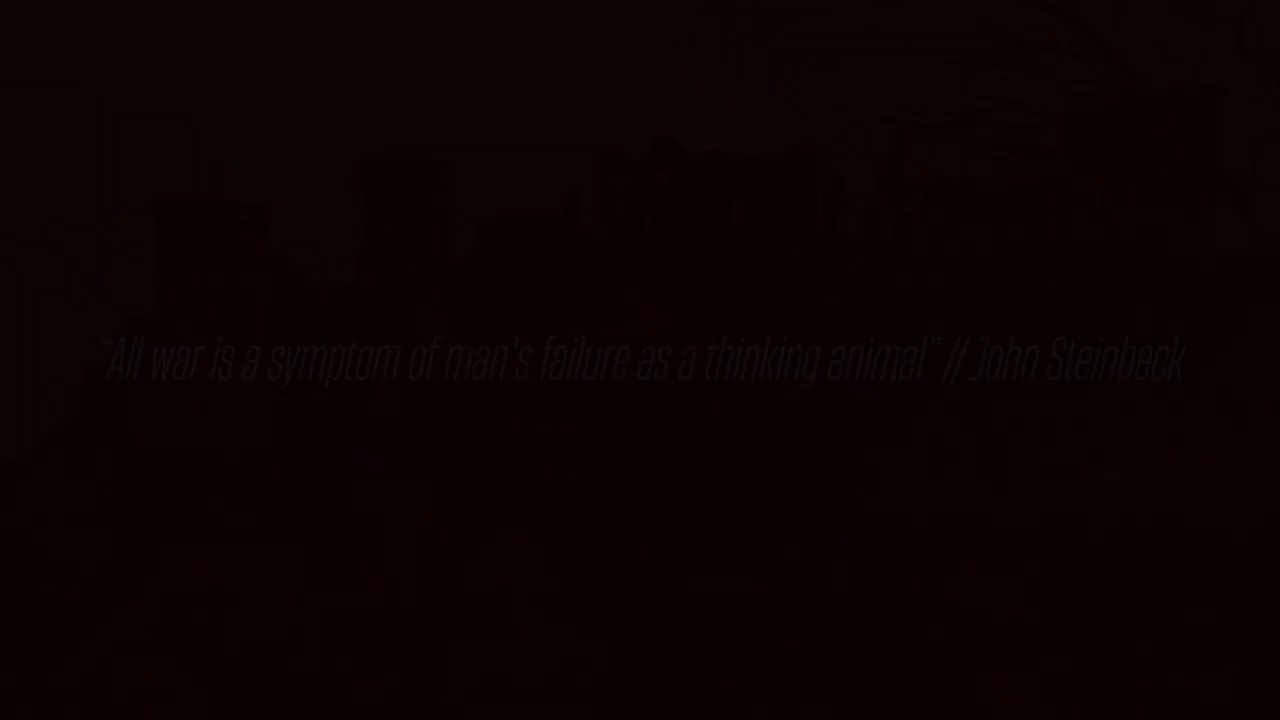 "All war is a symptom of man's failure as a thinking animal" // John Steinbeck